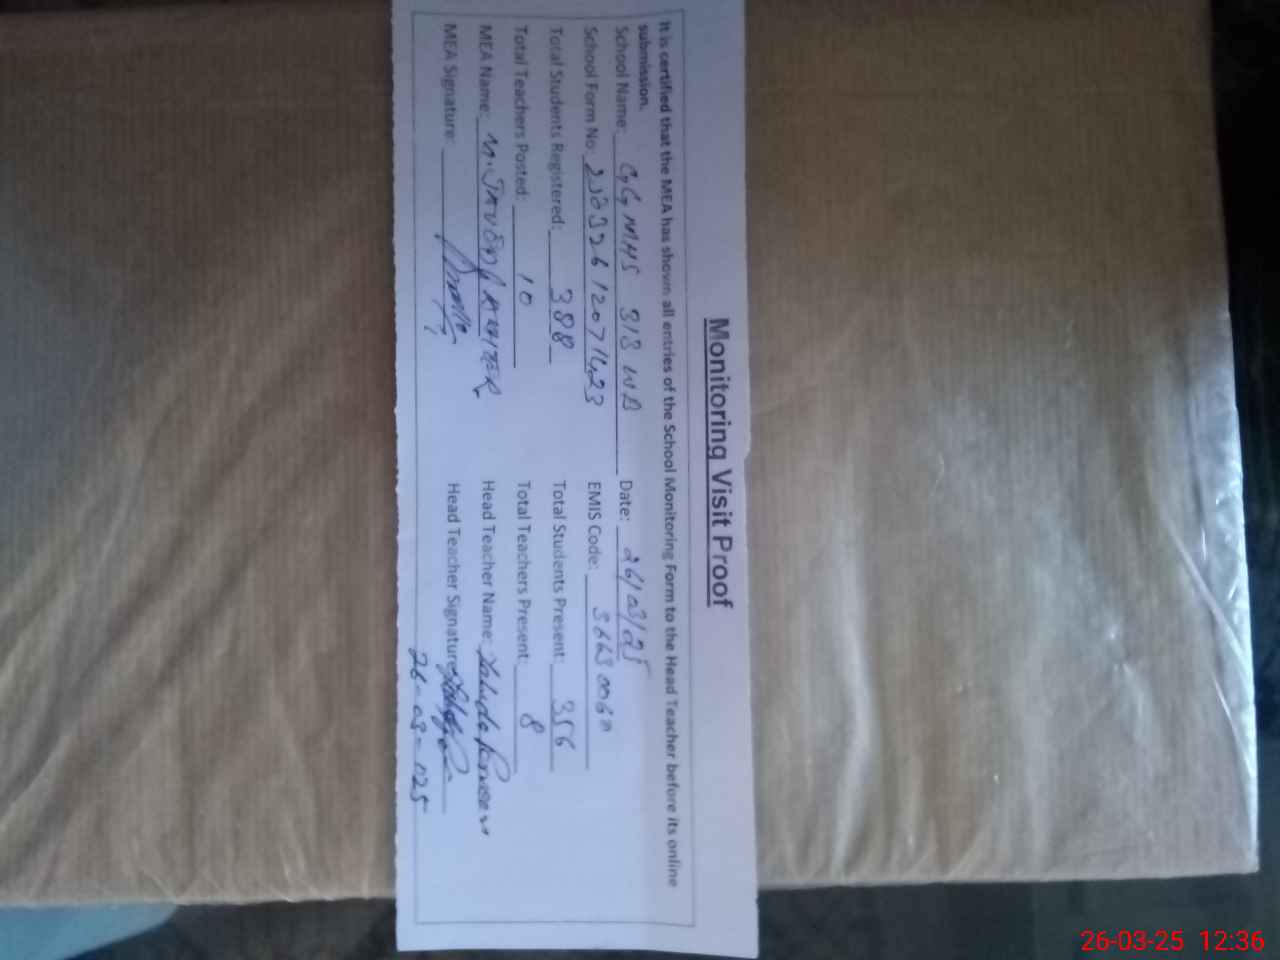 Monitoring Visit Proof
It is certified that the MEA has shown all entries of the School Monitoring Form to the Head Teacher before its online
submission.
School Name: GGMHS 313 WB Date: 26/03/25
School Form No: EMIS Code:
Total Students Registered: 388 Total Students Present: 356
Total Teachers Posted: 10 Total Teachers Present: 8
MEA Name: M. JAVED AKHTER Head Teacher Name:
MEA Signature: Head Teacher Signature:
26-03-025
26-03-25 12:36